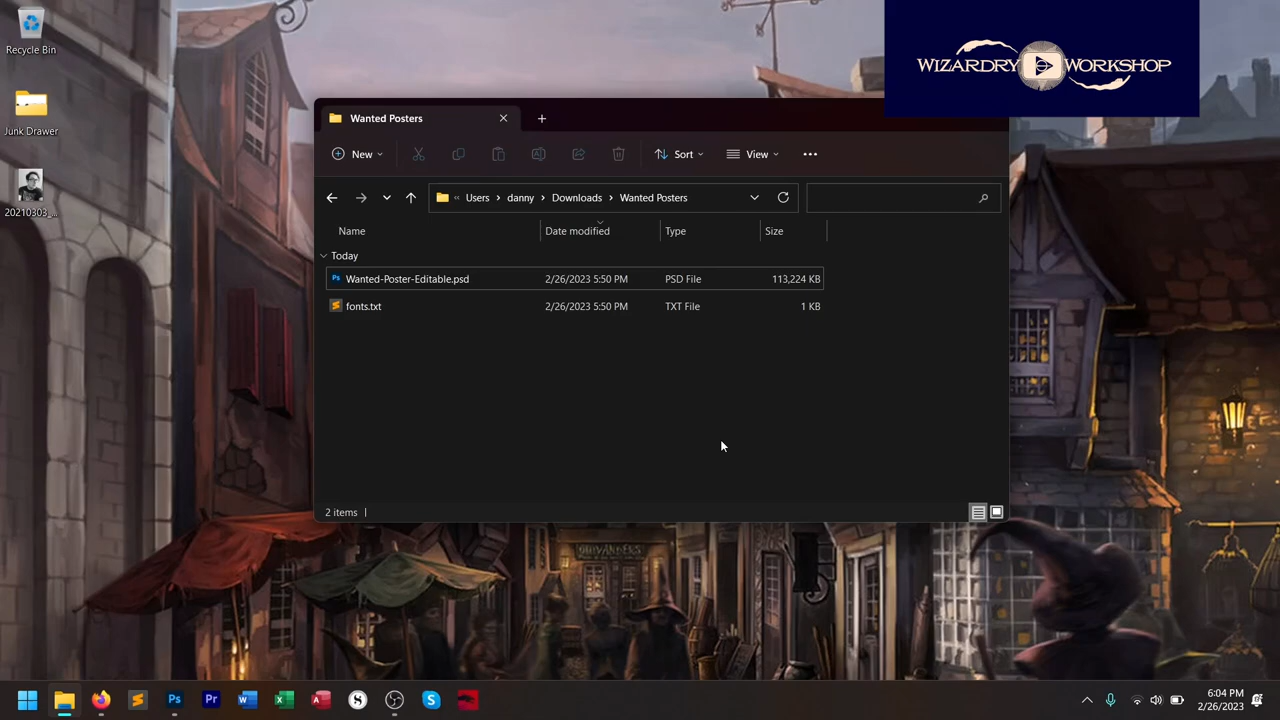 Recycle Bin
Junk Drawer
20210303_...
WIZARDRY WORKSHOP
Wanted Posters
New
Sort
View
Users
danny
Downloads
Wanted Posters
Name
Date modified
Type
Size
Today
Wanted-Poster-Editable.psd
2/26/2023 5:50 PM
PSD File
113,224 KB
fonts.txt
2/26/2023 5:50 PM
TXT File
1 KB
2 items
OLLIVANDERS
Ps
Pr
6:04 PM
2/26/2023